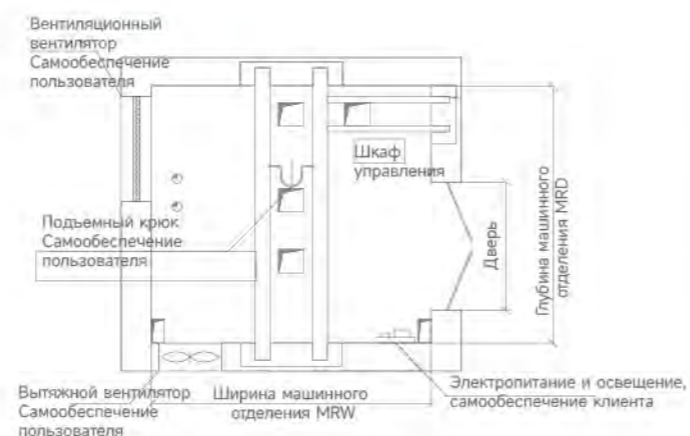 Вентиляционный
вентилятор
Самообеспечение
пользователя
Шкаф
управления
Подъемный крюк
Самообеспечение
пользователя
Дверь
Глубина машинного
отделения MRD
Вытяжной вентилятор
Самообеспечение
пользователя
Ширина машинного
отделения MRW
Электропитание и освещение,
самообеспечение клиента